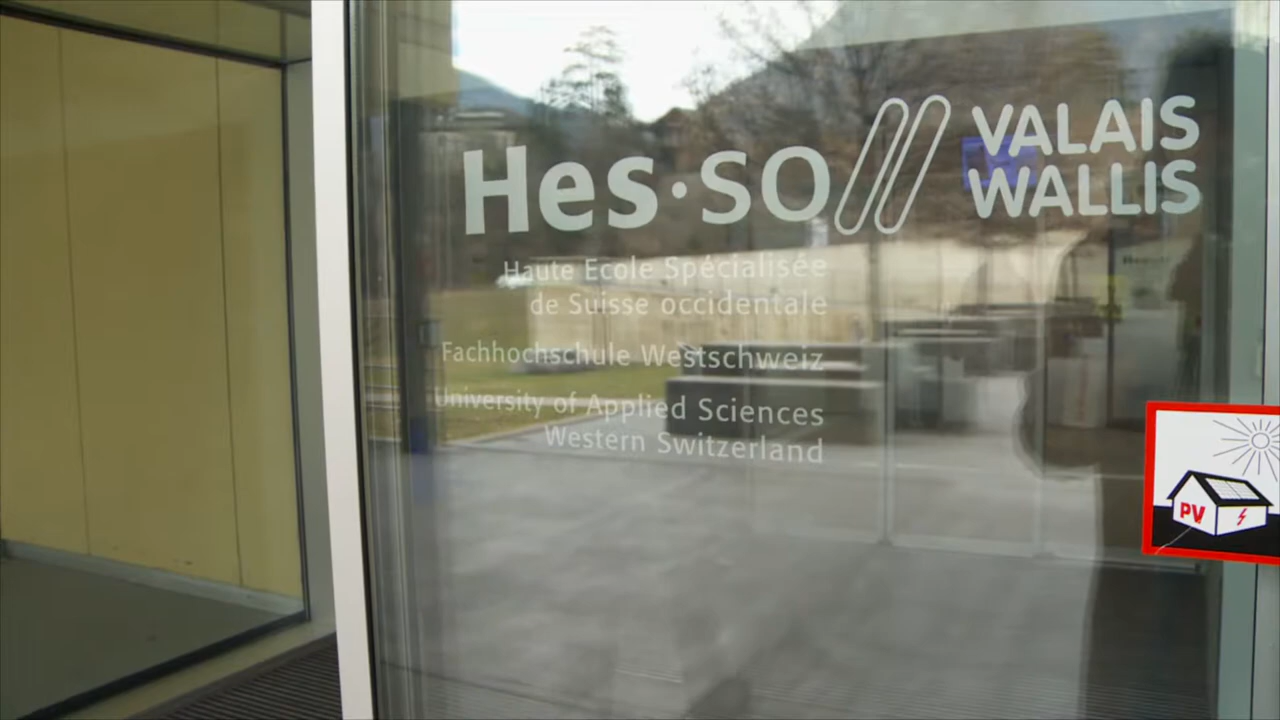 Hes·SO
VALAIS
WALLIS
Haute Ecole Spécialisée
de Suisse occidentale
Fachhochschule Westschweiz
University of Applied Sciences
Western Switzerland
PV